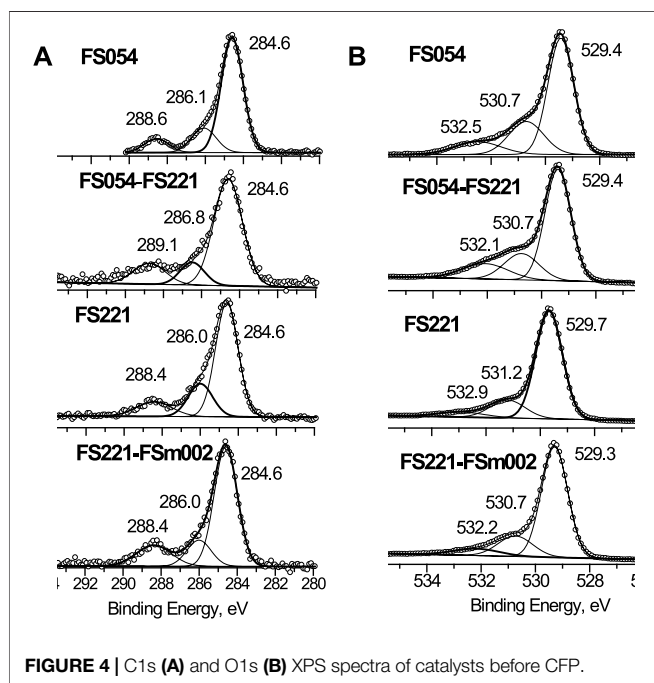 A
FS054
284.6
286.1
288.6
FS054-FS221
284.6
286.8
289.1
FS221
284.6
286.0
288.4
FS221-FSm002
284.6
286.0
288.4
292 290 288 286 284 282 280
Binding Energy, eV
B
FS054
529.4
530.7
532.5
FS054-FS221
529.4
530.7
532.1
FS221
529.7
531.2
532.9
FS221-FSm002
529.3
530.7
532.2
534 532 530 528
Binding Energy, eV
FIGURE 4 | C1s (A) and O1s (B) XPS spectra of catalysts before CFP.